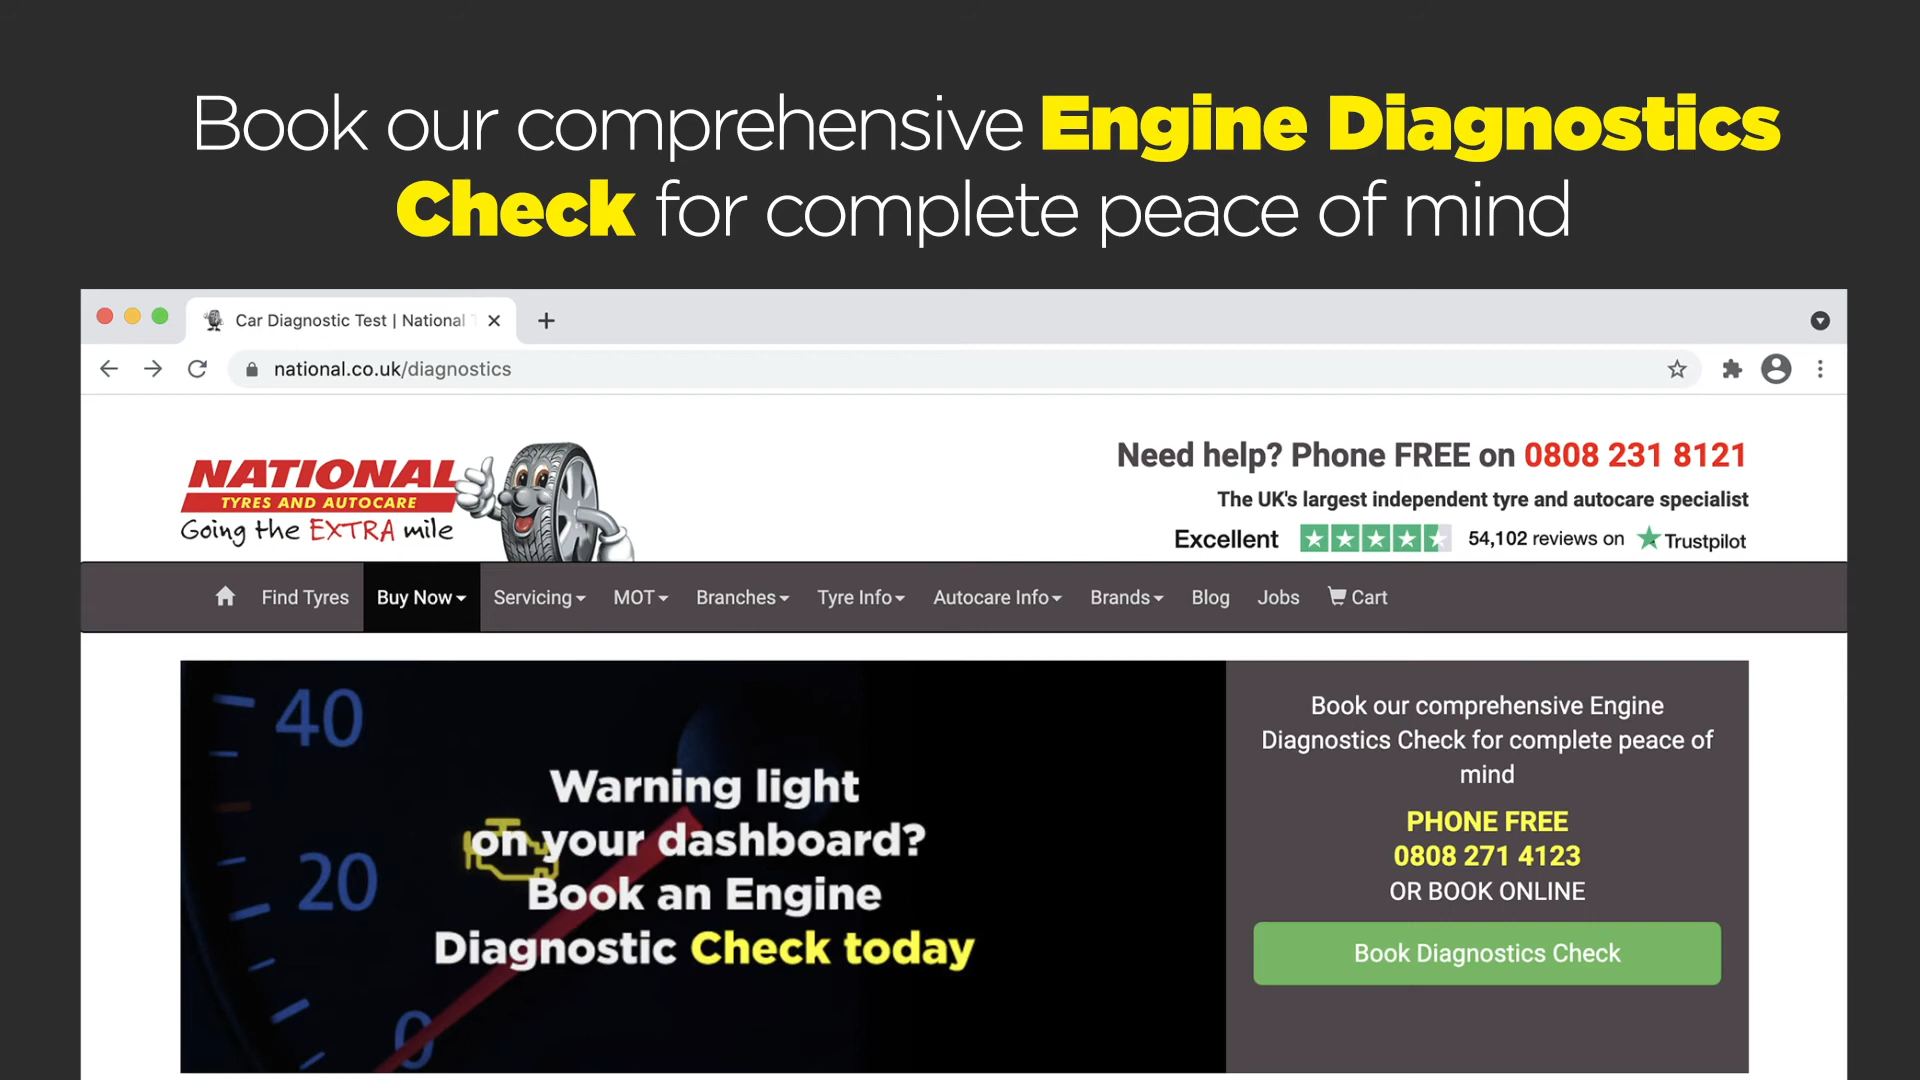 Book our comprehensive Engine Diagnostics
Check for complete peace of mind
Car Diagnostic Test | National
national.co.uk/diagnostics
NATIONAL
TYRES AND AUTOCARE
Going the EXTRA mile
Need help? Phone FREE on 0808 231 8121
The UK's largest independent tyre and autocare specialist
Excellent 54,102 reviews on Trustpilot
Find Tyres Buy Now Servicing MOT Branches Tyre Info Autocare Info Brands Blog Jobs Cart
40
20
0
Warning light
on your dashboard?
Book an Engine
Diagnostic Check today
Book our comprehensive Engine
Diagnostics Check for complete peace of
mind
PHONE FREE
0808 271 4123
OR BOOK ONLINE
Book Diagnostics Check